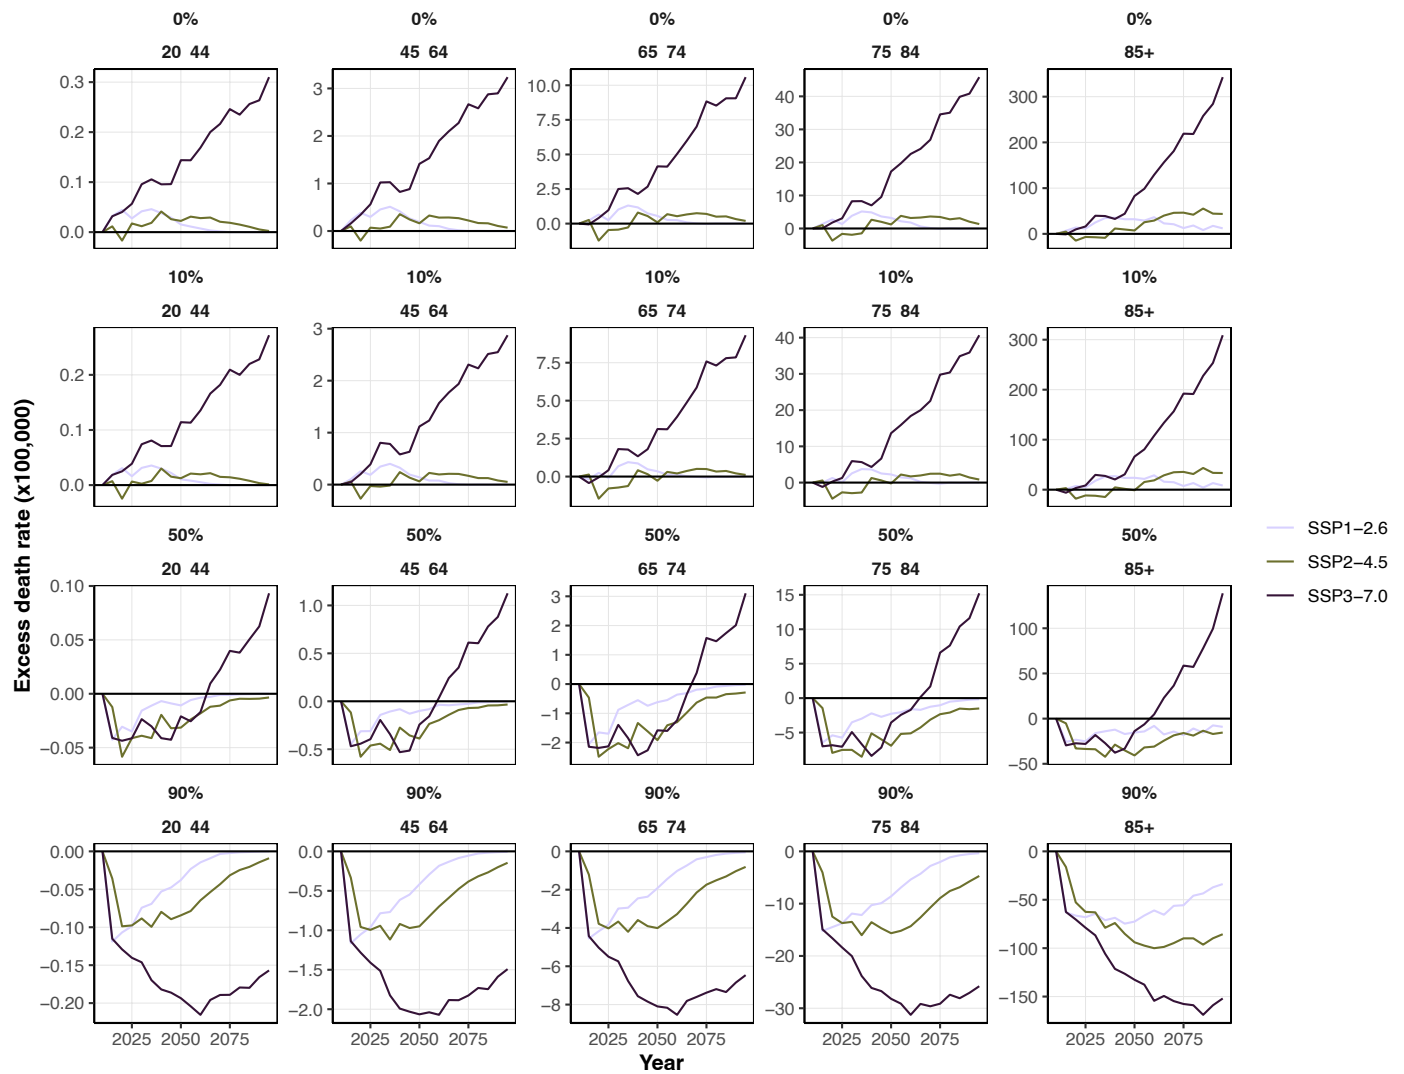 0% 0% 0% 0% 0%
20 44 45 64 65 74 75 84 85+
0.3 3 10.0 40 300
0.2 2 7.5 30 200
0.1 1 5.0 20 100
0.0 0 2.5 10 0
0.0 0
10% 10% 10% 10% 10%
20 44 45 64 65 74 75 84 85+
0.2 3 7.5 40 300
0.1 2 5.0 30 200
0.0 1 2.5 20 100
0 0.0 10 0
0
50% 50% 50% 50% 50%
20 44 45 64 65 74 75 84 85+
0.10 1.0 3 15 100
0.05 0.5 2 10 50
0.00 0.0 1 5 0
−0.05 −0.5 0 0 −50
−1 −5
−2
90% 90% 90% 90% 90%
20 44 45 64 65 74 75 84 85+
0.00 0.0 0 0 0
−0.05 −0.5 −2 −10 −50
−0.10 −1.0 −4 −20 −100
−0.15 −1.5 −6 −30 −150
−0.20 −2.0 −8
2025 2050 2075 2025 2050 2075 2025 2050 2075 2025 2050 2075 2025 2050 2075
Year
Excess death rate (x100,000)
SSP1−2.6
SSP2−4.5
SSP3−7.0